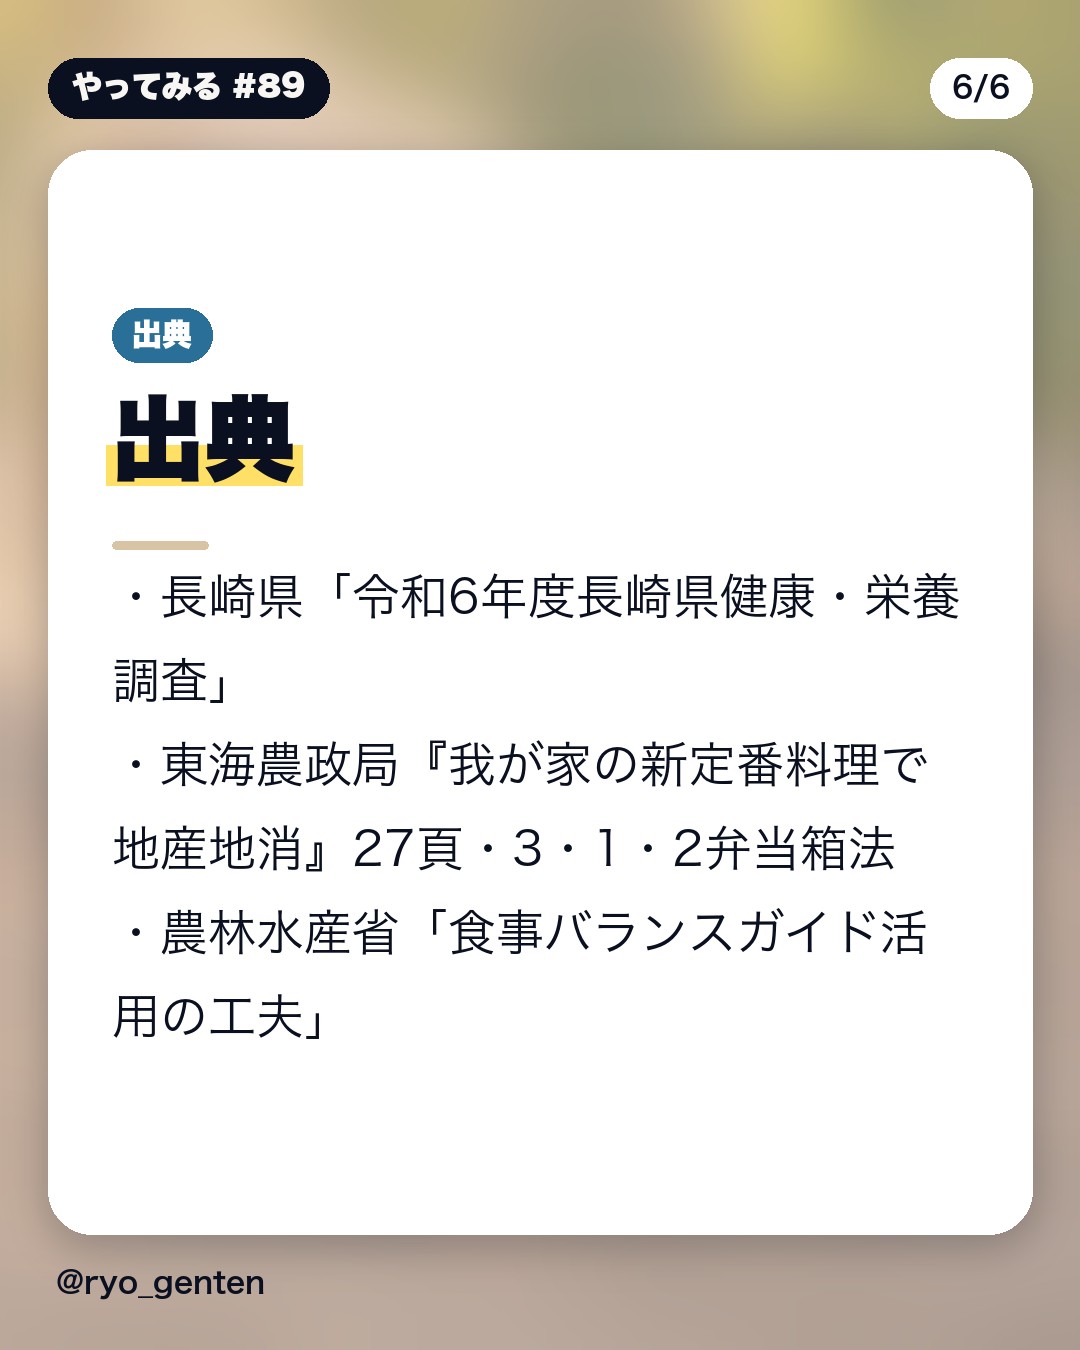 やってみる #89
6/6
出典
出典
・長崎県「令和6年度長崎県健康・栄養
調査」
・東海農政局『我が家の新定番料理で
地産地消』27頁・3・1・2弁当箱法
・農林水産省「食事バランスガイド活
用の工夫」
@ryo_genten